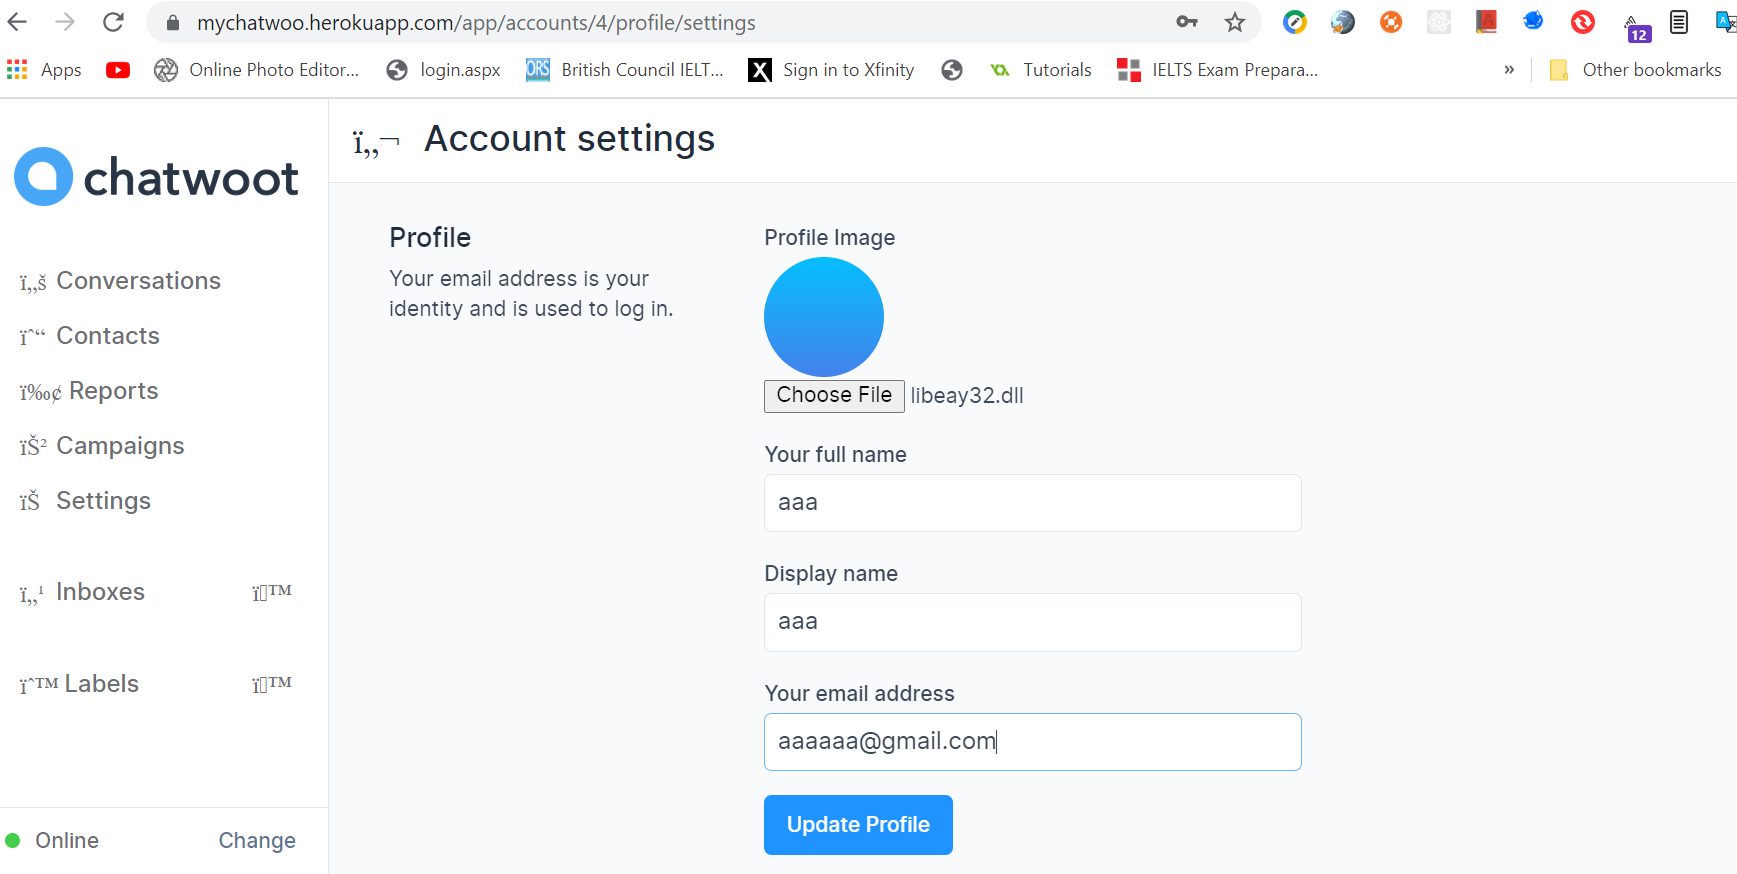 mychatwoo.herokuapp.com/app/accounts/4/profile/settings
12
Apps Online Photo Editor... login.aspx ORS British Council IELT... X Sign in to Xfinity Tutorials IELTS Exam Prepara... » Other bookmarks
chatwoot
ï„¬ Account settings
ï„š Conversations
ïˆ“ Contacts
ï‰¢ Reports
ïŠ² Campaigns
ïŠ Settings
ï„¹ Inboxes ï▯™
ïˆ™ Labels ï▯™
Online Change
Profile
Your email address is your
identity and is used to log in.
Profile Image
Choose File libeay32.dll
Your full name
aaa
Display name
aaa
Your email address
aaaaaa@gmail.com
Update Profile